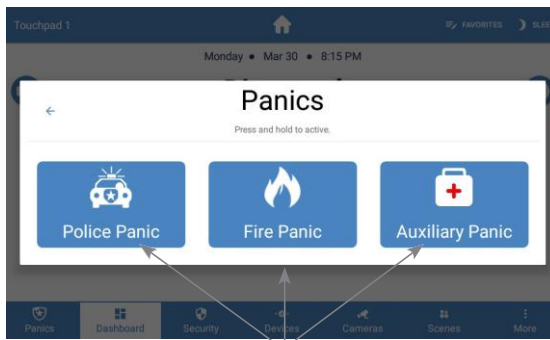 Touchpad 1
FAVORITES
Monday • Mar 30 • 8:15 PM
Panics
Press and hold to active.
Police Panic
Fire Panic
Auxiliary Panic
Panics
Dashboard
Security
Devices
Cameras
Scenes
More